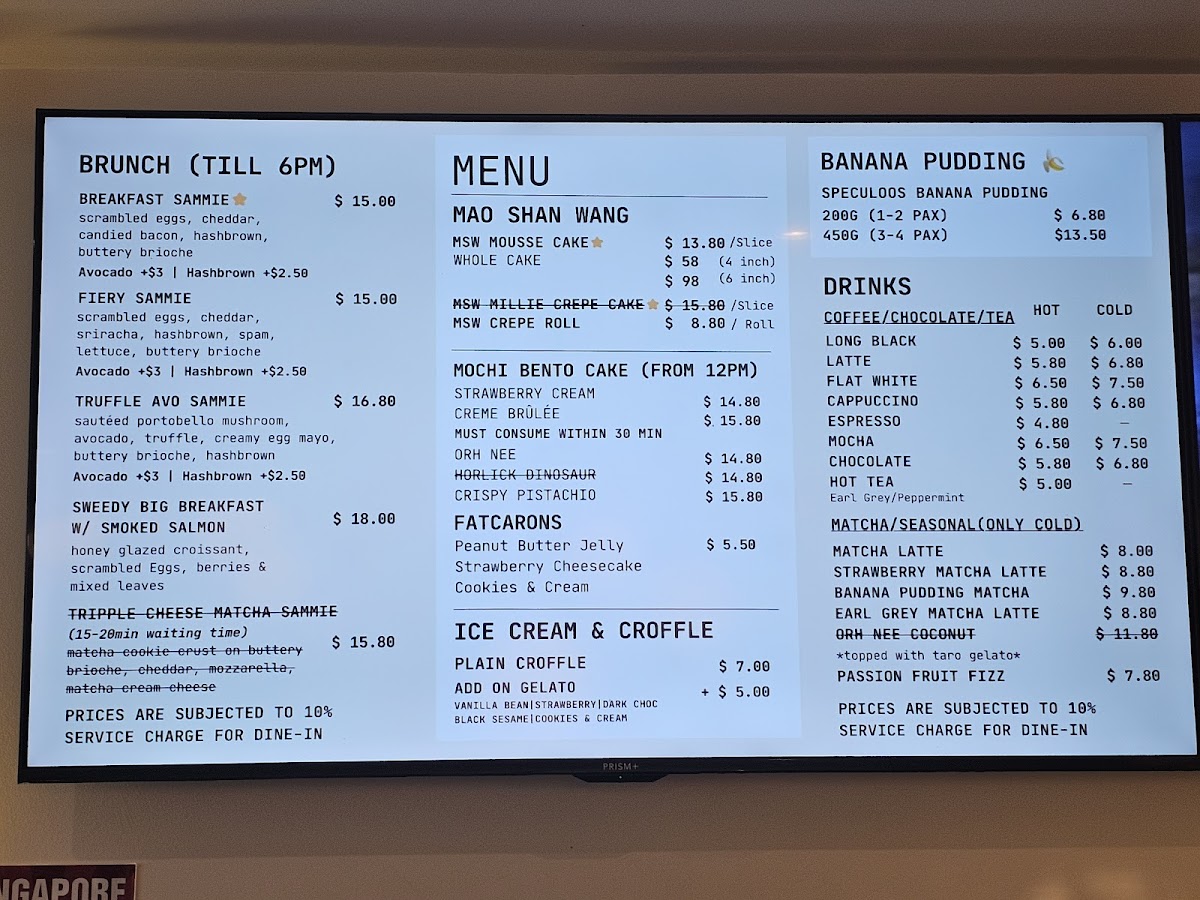 BRUNCH (TILL 6PM)
BREAKFAST SAMMIE $ 15.00
scrambled eggs, cheddar,
candied bacon, hashbrown,
buttery brioche
Avocado +$3 | Hashbrown +$2.50
FIERY SAMMIE $ 15.00
scrambled eggs, cheddar,
sriracha, hashbrown, spam,
lettuce, buttery brioche
Avocado +$3 | Hashbrown +$2.50
TRUFFLE AVO SAMMIE $ 16.80
sautéed portobello mushroom,
avocado, truffle, creamy egg mayo,
buttery brioche, hashbrown
Avocado +$3 | Hashbrown +$2.50
SWEEDY BIG BREAKFAST
W/ SMOKED SALMON $ 18.00
honey glazed croissant,
scrambled Eggs, berries &
mixed leaves
TRIPPLE CHEESE MATCHA SAMMIE
(15-20min waiting time)
matcha cookie crust on buttery $ 15.80
brioche, cheddar, mozzarella,
matcha cream cheese
PRICES ARE SUBJECTED TO 10%
SERVICE CHARGE FOR DINE-IN
MENU
MAO SHAN WANG
MSW MOUSSE CAKE $ 13.80 /Slice
WHOLE CAKE $ 58 (4 inch)
$ 98 (6 inch)
MSW MILLIE CREPE CAKE $ 15.80 /Slice
MSW CREPE ROLL $ 8.80 / Roll
MOCHI BENTO CAKE (FROM 12PM)
STRAWBERRY CREAM $ 14.80
CREME BRÛLÉE $ 15.80
MUST CONSUME WITHIN 30 MIN
ORH NEE $ 14.80
HORLICK DINOSAUR $ 14.80
CRISPY PISTACHIO $ 15.80
FATCARONS
Peanut Butter Jelly $ 5.50
Strawberry Cheesecake
Cookies & Cream
ICE CREAM & CROFFLE
PLAIN CROFFLE $ 7.00
ADD ON GELATO + $ 5.00
VANILLA BEAN|STRAWBERRY|DARK CHOC
BLACK SESAME|COOKIES & CREAM
BANANA PUDDING 🍌
SPECULOOS BANANA PUDDING
200G (1-2 PAX) $ 6.80
450G (3-4 PAX) $13.50
DRINKS
COFFEE/CHOCOLATE/TEA HOT COLD
LONG BLACK $ 5.00 $ 6.00
LATTE $ 5.80 $ 6.80
FLAT WHITE $ 6.50 $ 7.50
CAPPUCCINO $ 5.80 $ 6.80
ESPRESSO $ 4.80 —
MOCHA $ 6.50 $ 7.50
CHOCOLATE $ 5.80 $ 6.80
HOT TEA $ 5.00 —
Earl Grey/Peppermint
MATCHA/SEASONAL(ONLY COLD)
MATCHA LATTE $ 8.00
STRAWBERRY MATCHA LATTE $ 8.80
BANANA PUDDING MATCHA $ 9.80
EARL GREY MATCHA LATTE $ 8.80
ORH NEE COCONUT $ 11.80
*topped with taro gelato*
PASSION FRUIT FIZZ $ 7.80
PRICES ARE SUBJECTED TO 10%
SERVICE CHARGE FOR DINE-IN
PRISM+
NGAPORE